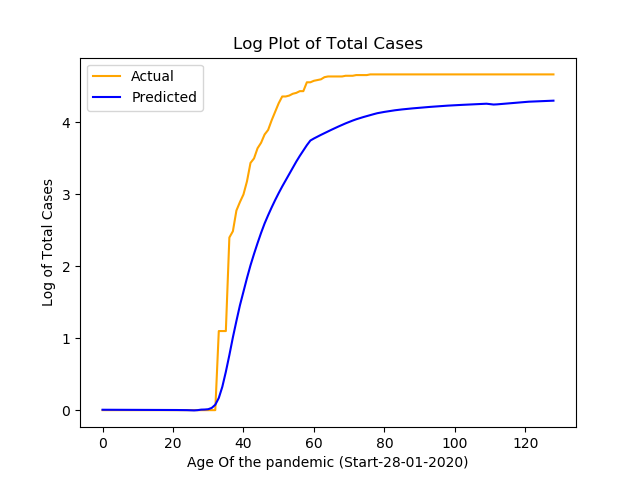 Log Plot of Total Cases
Actual
Predicted
Log of Total Cases
4
3
2
1
0
0 20 40 60 80 100 120
Age Of the pandemic (Start-28-01-2020)